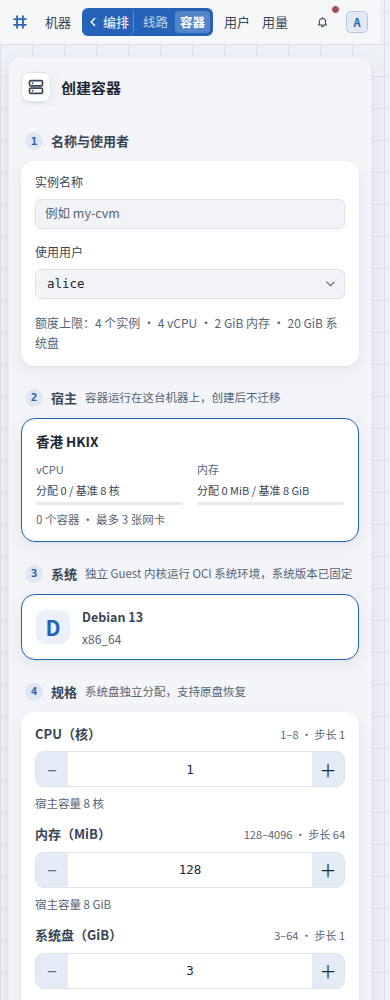 机器 编排 线路 容器 用户 用量 A
创建容器
1 名称与使用者
实例名称
例如 my-cvm
使用用户
alice
额度上限：4 个实例 · 4 vCPU · 2 GiB 内存 · 20 GiB 系
统盘
2 宿主 容器运行在这台机器上，创建后不迁移
香港 HKIX
vCPU 内存
分配 0 / 基准 8 核 分配 0 MiB / 基准 8 GiB
0 个容器 · 最多 3 张网卡
3 系统 独立 Guest 内核运行 OCI 系统环境，系统版本已固定
D Debian 13
x86_64
4 规格 系统盘独立分配，支持原盘恢复
CPU（核） 1–8 · 步长 1
− 1 +
宿主容量 8 核
内存（MiB） 128–4096 · 步长 64
− 128 +
宿主容量 8 GiB
系统盘（GiB） 3–64 · 步长 1
− 3 +